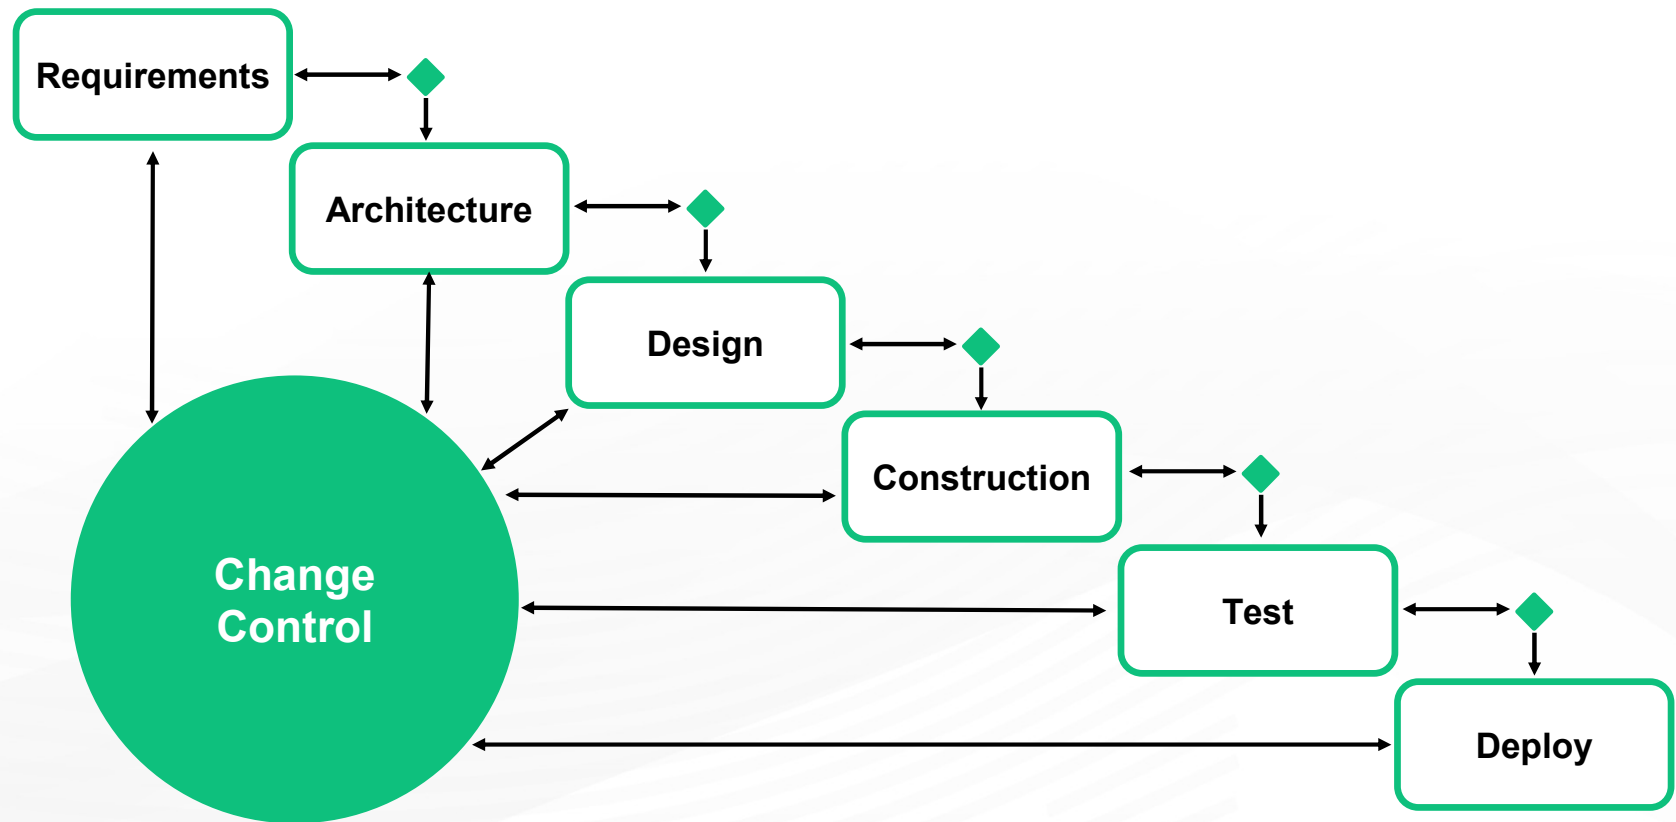 Requirements
Architecture
Design
Construction
Change
Control
Test
Deploy